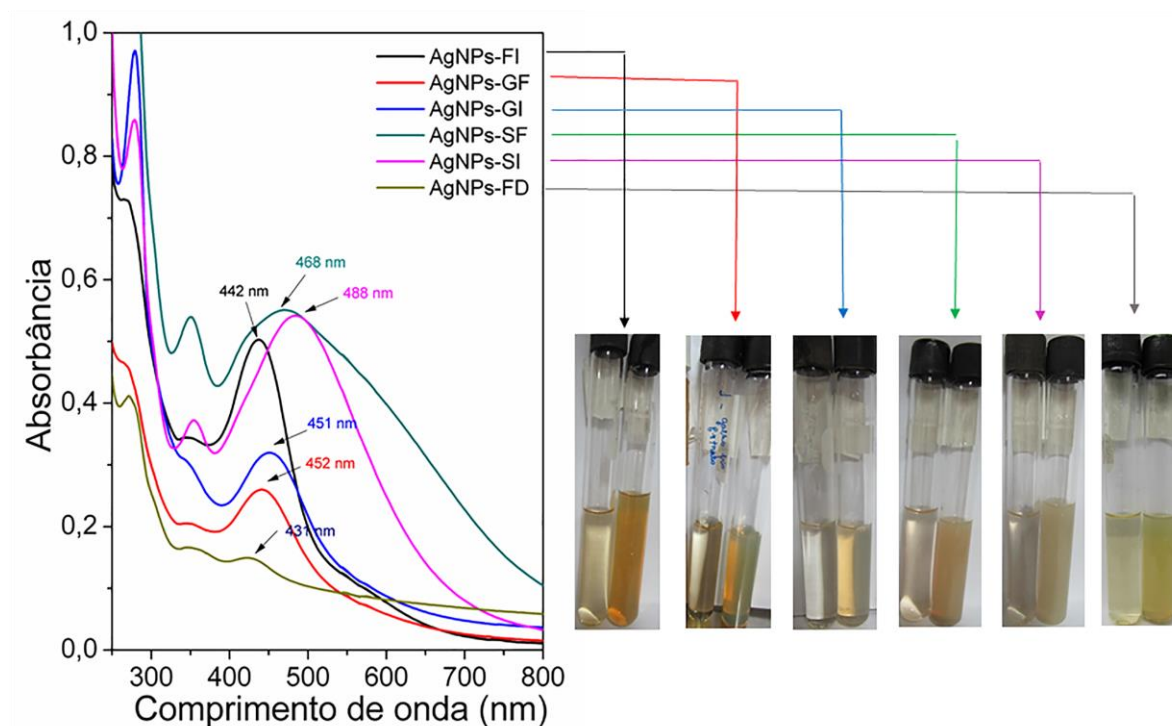 Absorbância
1,0
0,8
0,6
0,4
0,2
0,0
AgNPs-FI
AgNPs-GF
AgNPs-GI
AgNPs-SF
AgNPs-SI
AgNPs-FD
468 nm
442 nm
488 nm
451 nm
452 nm
431 nm
300 400 500 600 700 800
Comprimento de onda (nm)